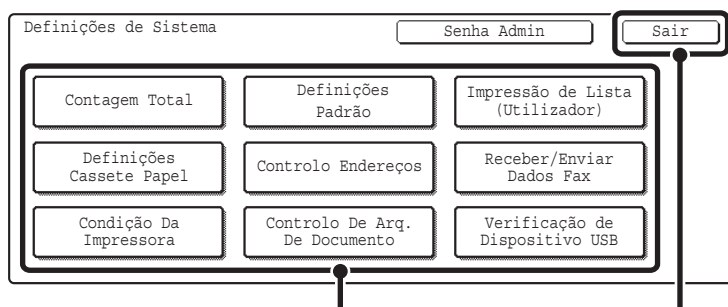 Definições de Sistema
Senha Admin
Sair
Contagem Total
Definições
Padrão
Impressão de Lista
(Utilizador)
Definições
Cassete Papel
Controlo Endereços
Receber/Enviar
Dados Fax
Condição Da
Impressora
Controlo De Arq.
De Documento
Verificação de
Dispositivo USB